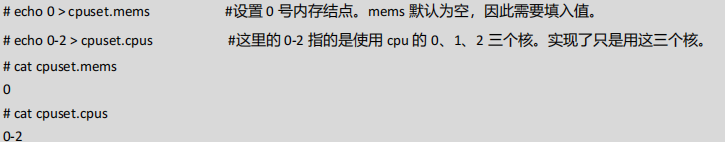 # echo 0 > cpuset.mems #设置 0 号内存结点。mems 默认为空，因此需要填入值。
# echo 0-2 > cpuset.cpus #这里的 0-2 指的是使用 cpu 的 0、1、2 三个核。实现了只是用这三个核。
# cat cpuset.mems
0
# cat cpuset.cpus
0-2